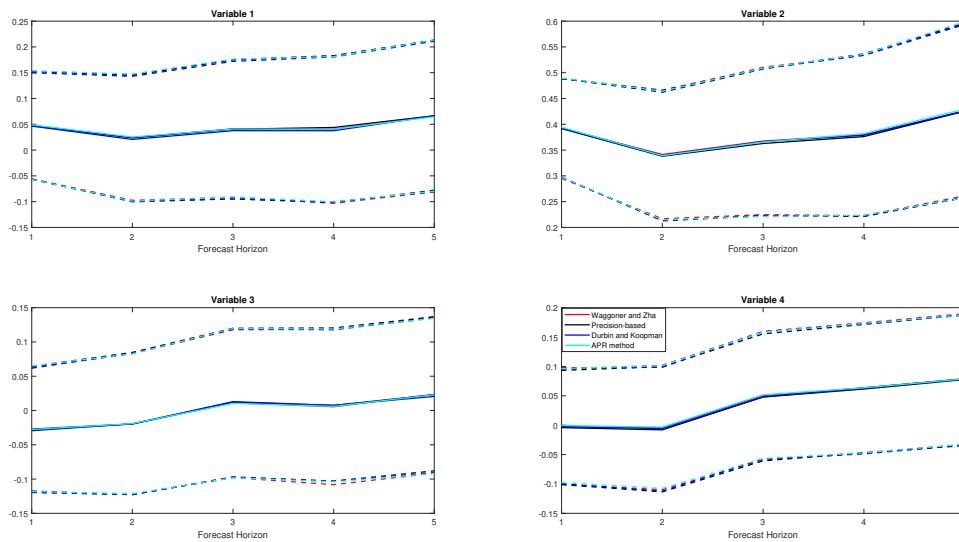 Variable 1
0.25
0.2
0.15
0.1
0.05
0
-0.05
-0.1
-0.15
1 2 3 4 5
Forecast Horizon
Variable 2
0.6
0.55
0.5
0.45
0.4
0.35
0.3
0.25
0.2
1 2 3 4
Forecast Horizon
Variable 3
0.15
0.1
0.05
0
-0.05
-0.1
-0.15
1 2 3 4 5
Forecast Horizon
Variable 4
0.2
0.15
0.1
0.05
0
-0.05
-0.1
-0.15
Waggoner and Zha
Precision-based
Durbin and Koopman
APR method
1 2 3 4
Forecast Horizon